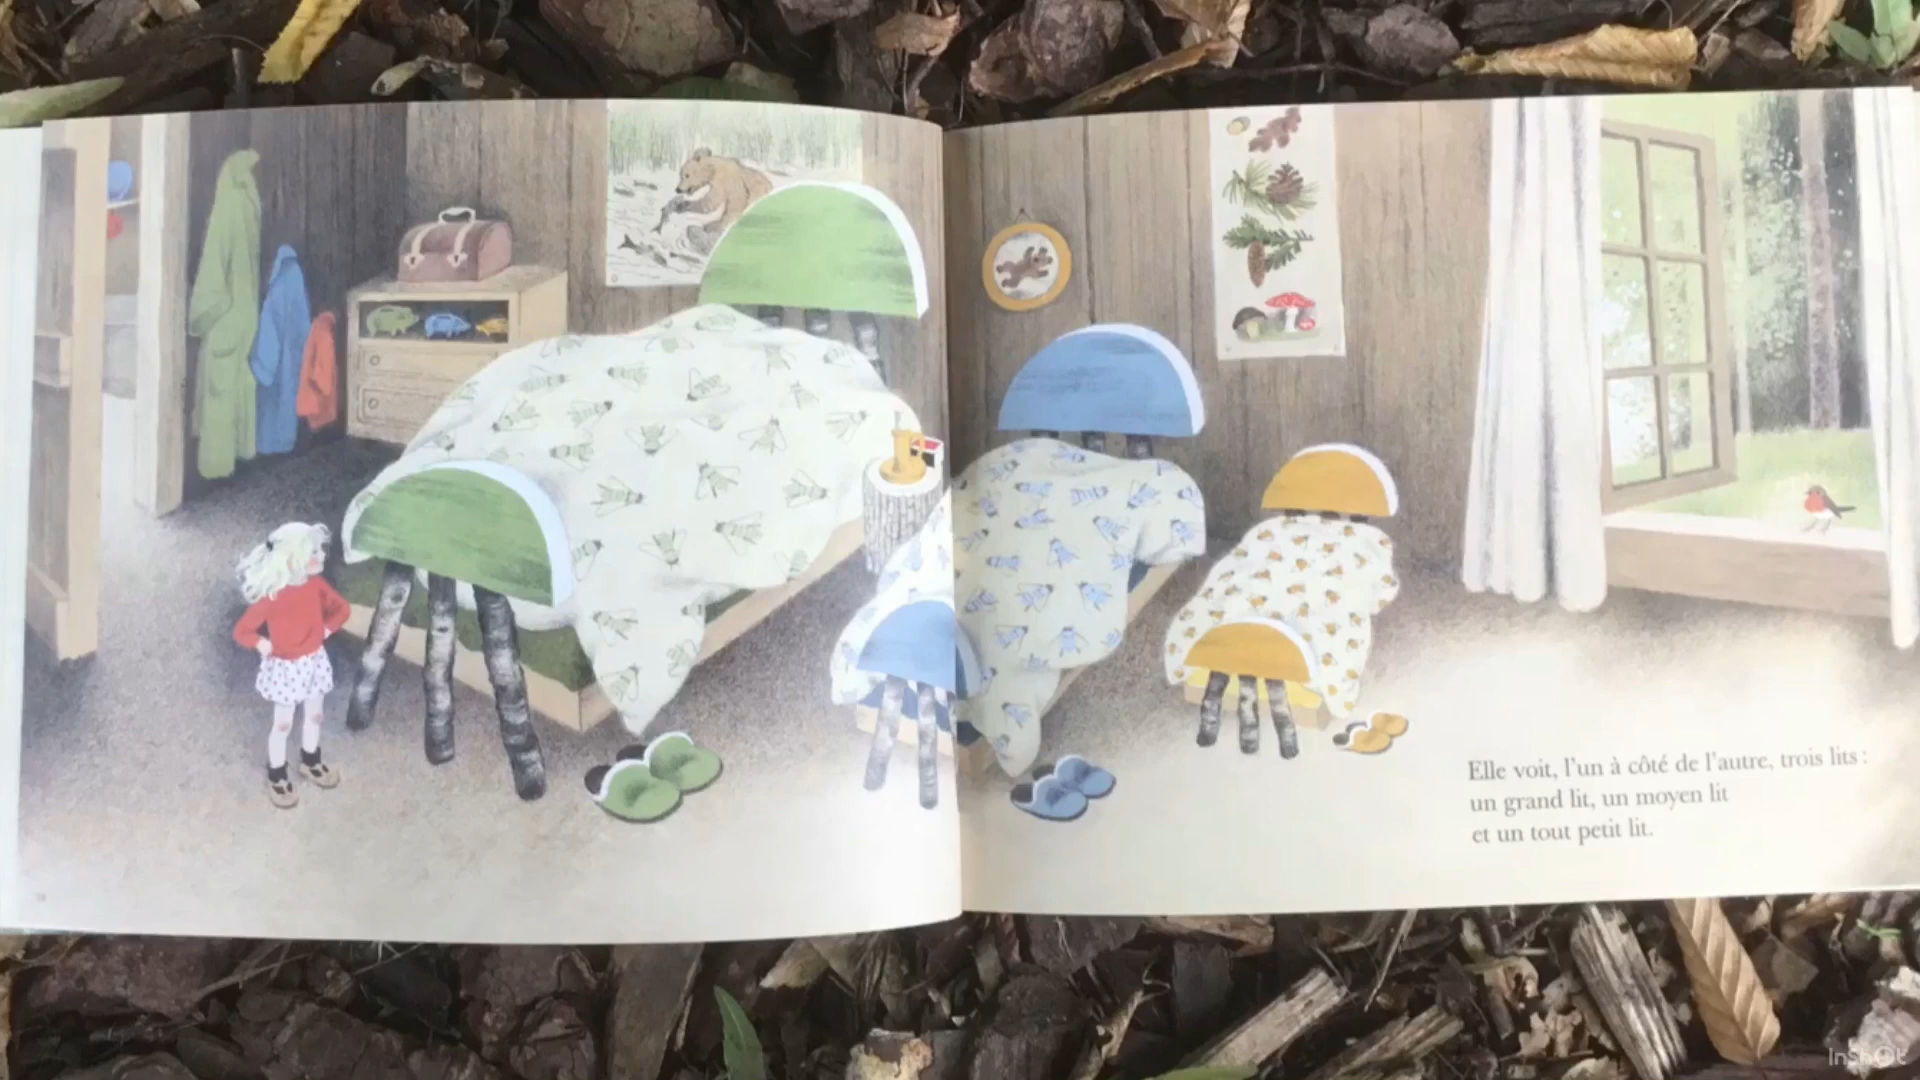 Elle voit, l'un à côté de l'autre, trois lits :
un grand lit, un moyen lit
et un tout petit lit.
InShOt